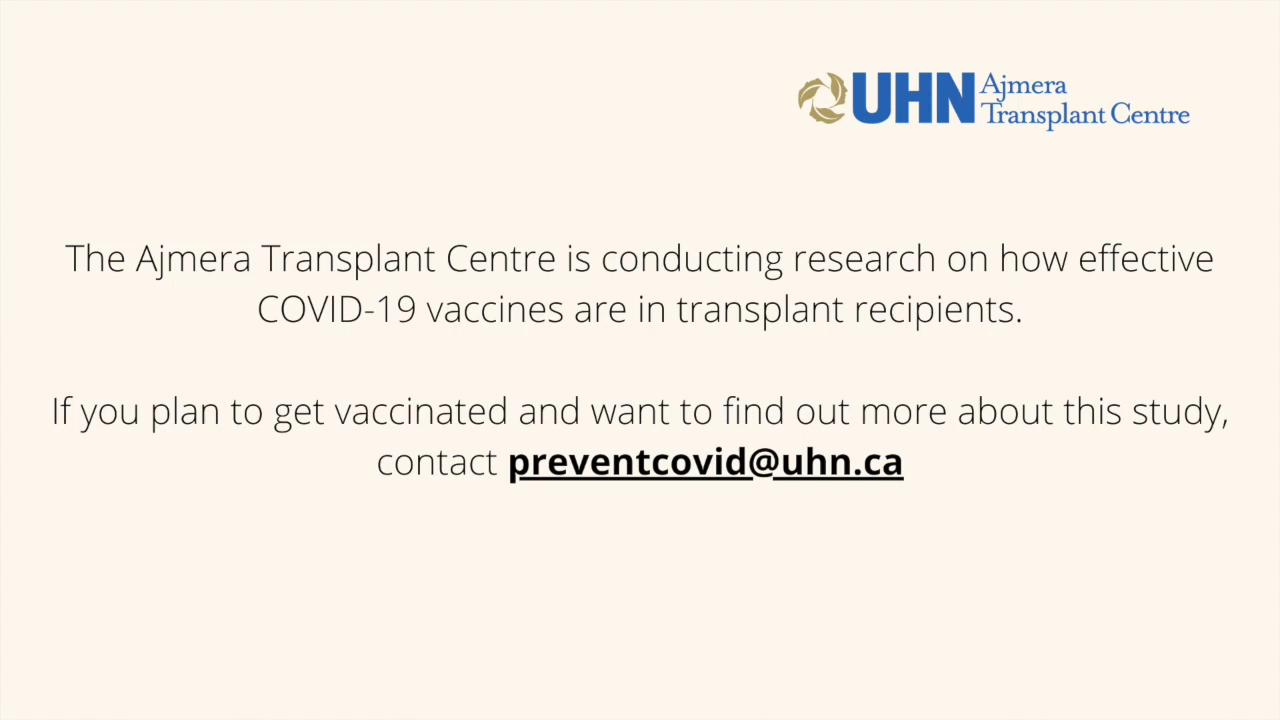 UHN Ajmera
Transplant Centre
The Ajmera Transplant Centre is conducting research on how effective
COVID-19 vaccines are in transplant recipients.
If you plan to get vaccinated and want to find out more about this study,
contact preventcovid@uhn.ca